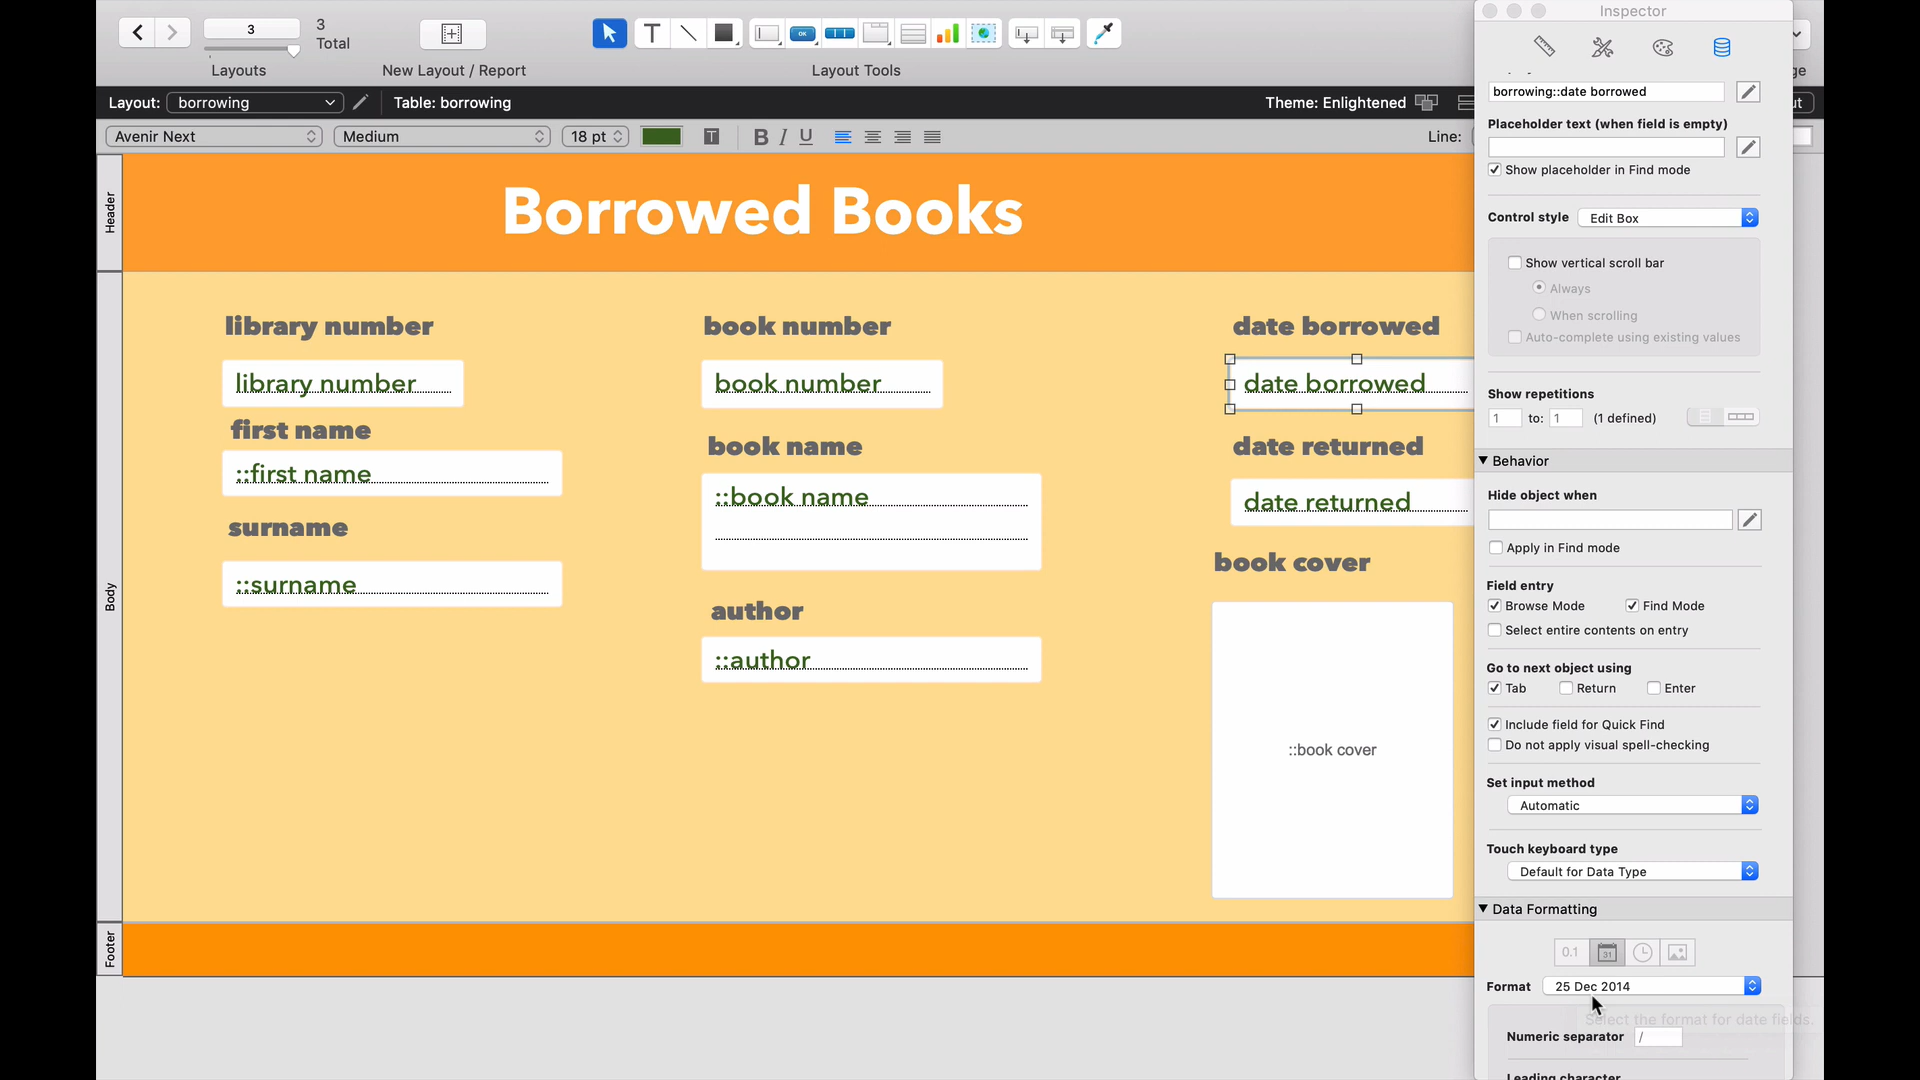 Inspector
3
3
Total
Layouts
New Layout / Report
OK
Layout Tools
ge
Layout:
borrowing
Table: borrowing
Theme: Enlightened
ut
Avenir Next
Medium
18 pt
T
B I U
Line:
Header
Borrowed Books
Body
library number
library number
first name
::first name
surname
::surname
book number
book number
book name
::book name
author
::author
date borrowed
date borrowed
date returned
date returned
book cover
::book cover
Footer
borrowing::date borrowed
Placeholder text (when field is empty)
Show placeholder in Find mode
Control style
Edit Box
Show vertical scroll bar
Always
When scrolling
Auto-complete using existing values
Show repetitions
1 to: 1 (1 defined)
Behavior
Hide object when
Apply in Find mode
Field entry
Browse Mode
Find Mode
Select entire contents on entry
Go to next object using
Tab
Return
Enter
Include field for Quick Find
Do not apply visual spell-checking
Set input method
Automatic
Touch keyboard type
Default for Data Type
Data Formatting
0.1
31
Format
25 Dec 2014
Select the format for date fields.
Numeric separator /
Leading character